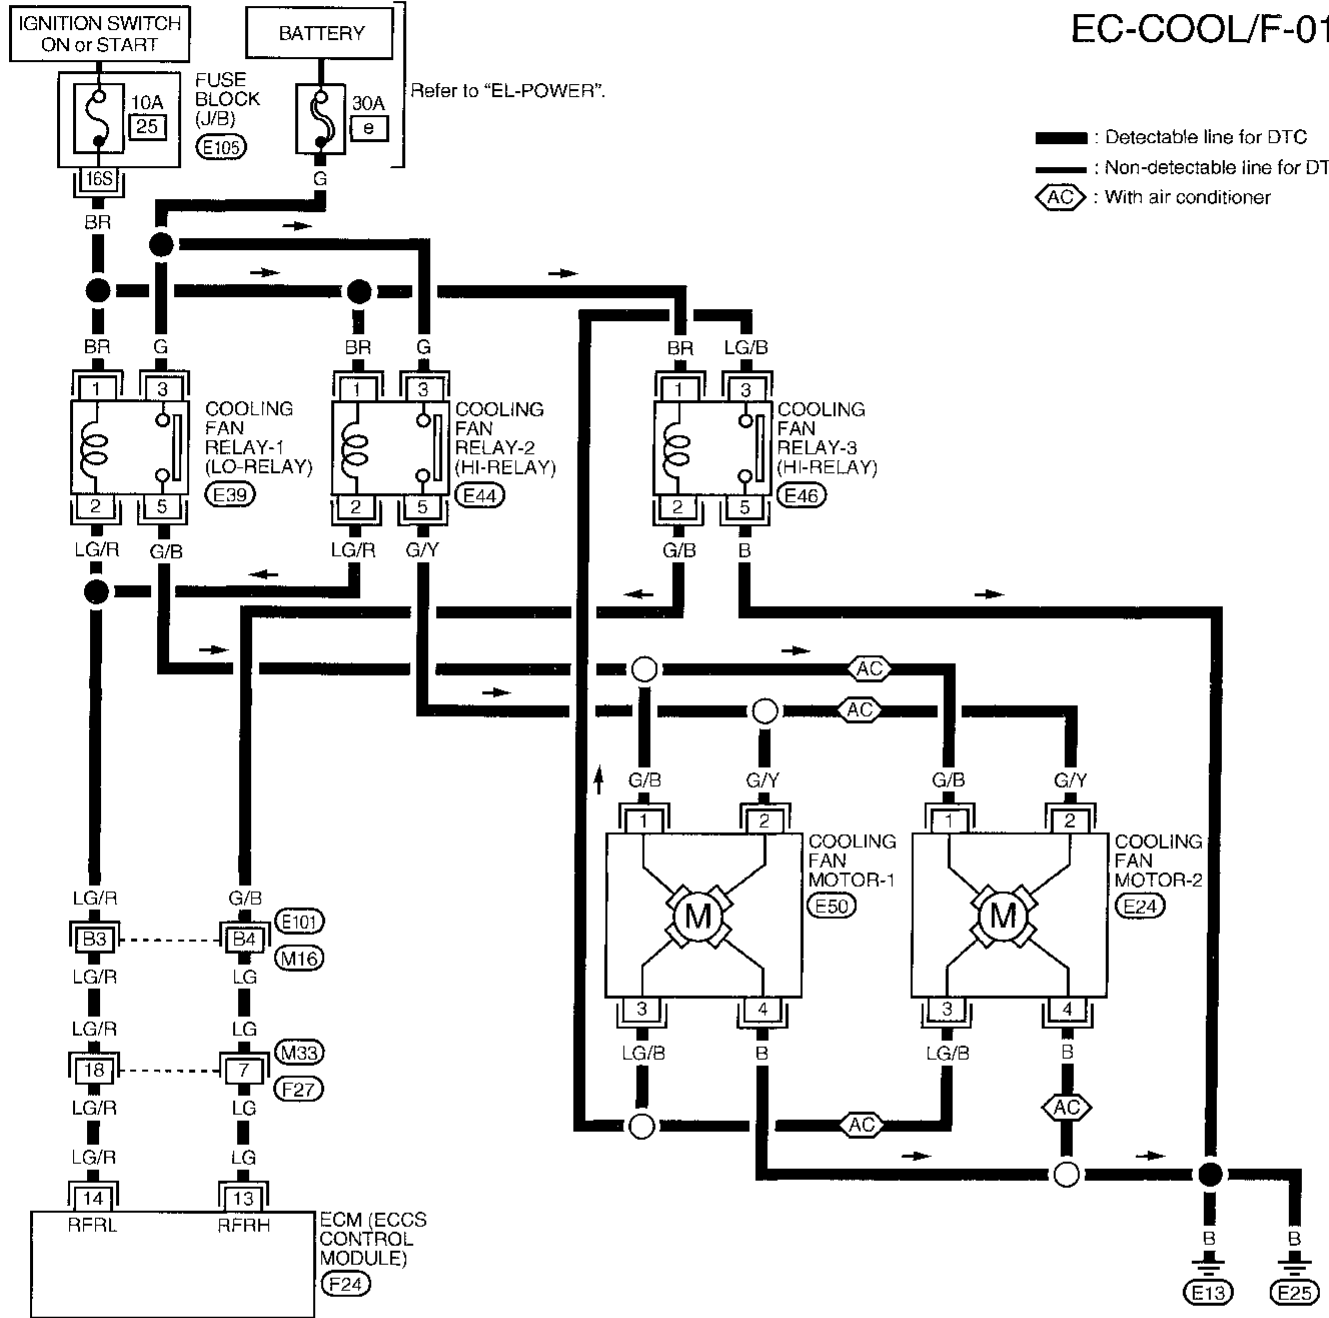 EC-COOL/F-01
IGNITION SWITCH
ON or START
BATTERY
Refer to "EL-POWER".
10A
25
FUSE
BLOCK
(J/B)
E105
30A
e
: Detectable line for DTC
: Non-detectable line for DT
AC : With air conditioner
16S
G
BR
BR G BR G BR LG/B
1 3 1 3 1 3
COOLING
FAN
RELAY-1
(LO-RELAY)
E39
COOLING
FAN
RELAY-2
(HI-RELAY)
E44
COOLING
FAN
RELAY-3
(HI-RELAY)
E46
2 5 2 5 2 5
LG/R G/B LG/R G/Y G/B B
AC
AC
G/B G/Y G/B G/Y
1 2 1 2
COOLING
FAN
MOTOR-1
E50
COOLING
FAN
MOTOR-2
E24
M M
3 4 3 4
LG/B B LG/B B
AC
AC
LG/R G/B
B3 B4
E101
M16
LG/R LG
LG/R LG
18 7
M33
F27
LG/R LG
LG/R LG
14 13
RFRL RFRH
ECM (ECCS
CONTROL
MODULE)
F24
B B
E13 E25